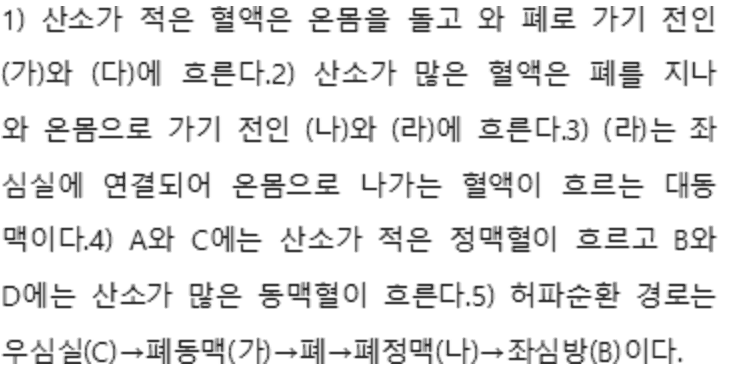 1) 산소가 적은 혈액은 온몸을 돌고 와 폐로 가기 전인
(가)와 (다)에 흐른다.2) 산소가 많은 혈액은 폐를 지나
와 온몸으로 가기 전인 (나)와 (라)에 흐른다.3) (라)는 좌
심실에 연결되어 온몸으로 나가는 혈액이 흐르는 대동
맥이다.4) A와 C에는 산소가 적은 정맥혈이 흐르고 B와
D에는 산소가 많은 동맥혈이 흐른다.5) 허파순환 경로는
우심실(C)→폐동맥(가)→폐→폐정맥(나)→좌심방(B)이다.